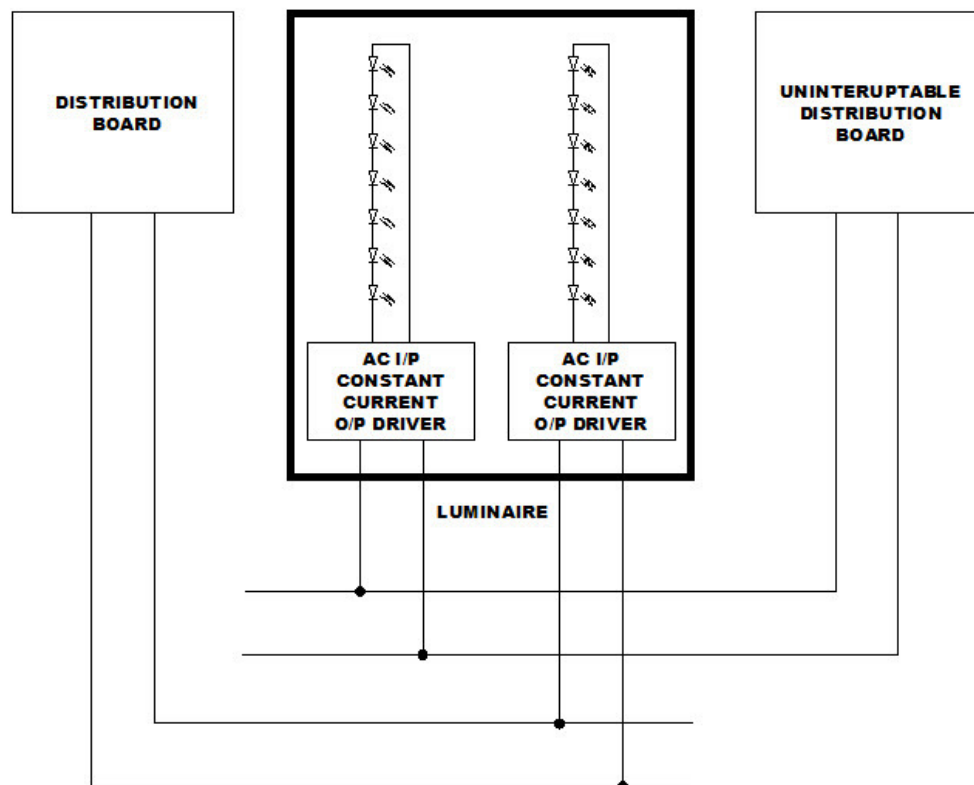 DISTRIBUTION
BOARD
UNINTERUPTABLE
DISTRIBUTION
BOARD
AC I/P
CONSTANT
CURRENT
O/P DRIVER
AC I/P
CONSTANT
CURRENT
O/P DRIVER
LUMINAIRE